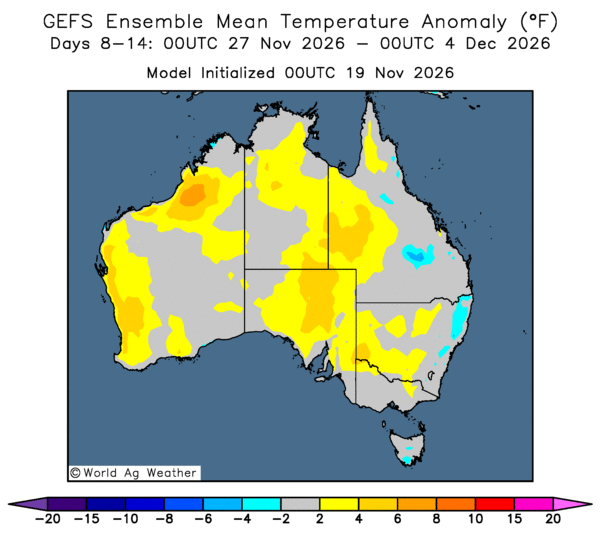 GEFS Ensemble Mean Temperature Anomaly (°F)
Days 8-14: 00UTC 27 Nov 2026 - 00UTC 4 Dec 2026
Model Initialized 00UTC 19 Nov 2026
©World Ag Weather
-20 -15 -10 -8 -6 -4 -2 2 4 6 8 10 15 20